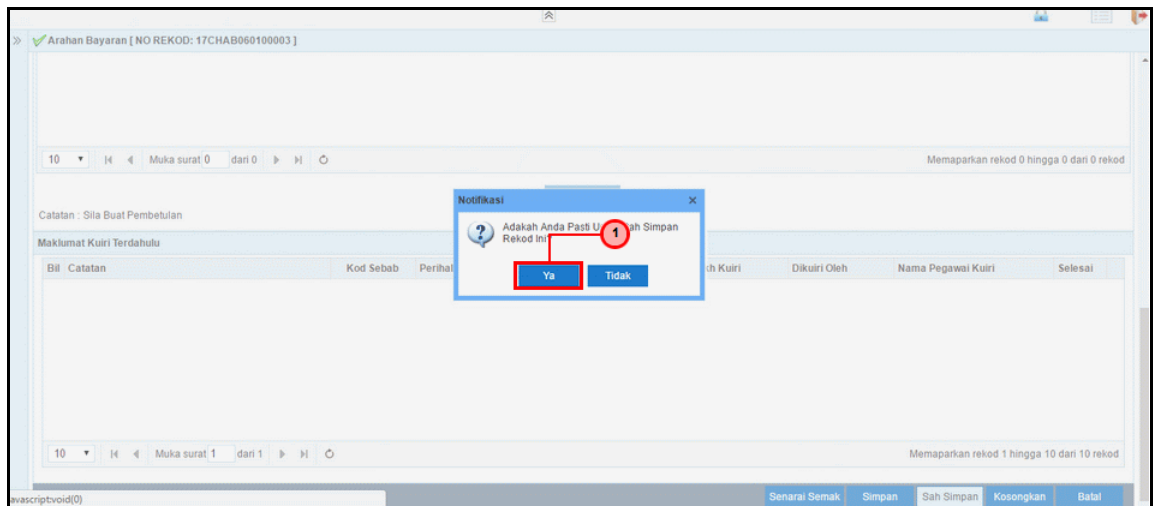 Arahan Bayaran [ NO REKOD: 17CHAB060100003 ]
10 Muka surat 0 dari 0 Memaparkan rekod 0 hingga 0 dari 0 rekod
Catatan : Sila Buat Pembetulan
Maklumat Kuiri Terdahulu
Bil Catatan Kod Sebab Kuiri Dikuiri Oleh Nama Pegawai Kuiri Selesai
Notifikasi
Adakah Anda Pasti Simpan
Rekod Ini
1
Ya Tidak
10 Muka surat 1 dari 1 Memaparkan rekod 1 hingga 10 dari 10 rekod
avascript:void(0)
Senarai Semak Simpan Sah Simpan Kosongkan Batal